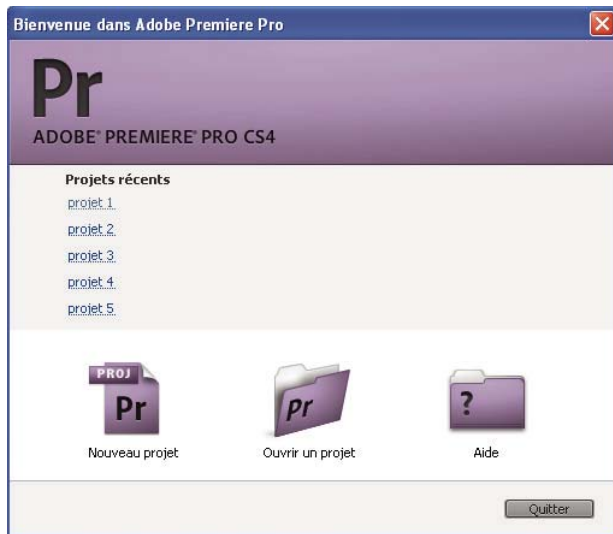 Bienvenue dans Adobe Premiere Pro
Pr
ADOBE® PREMIERE® PRO CS4
Projets récents
projet 1
projet 2
projet 3
projet 4
projet 5
PROJ
Pr
Pr
?
Nouveau projet
Ouvrir un projet
Aide
Quitter